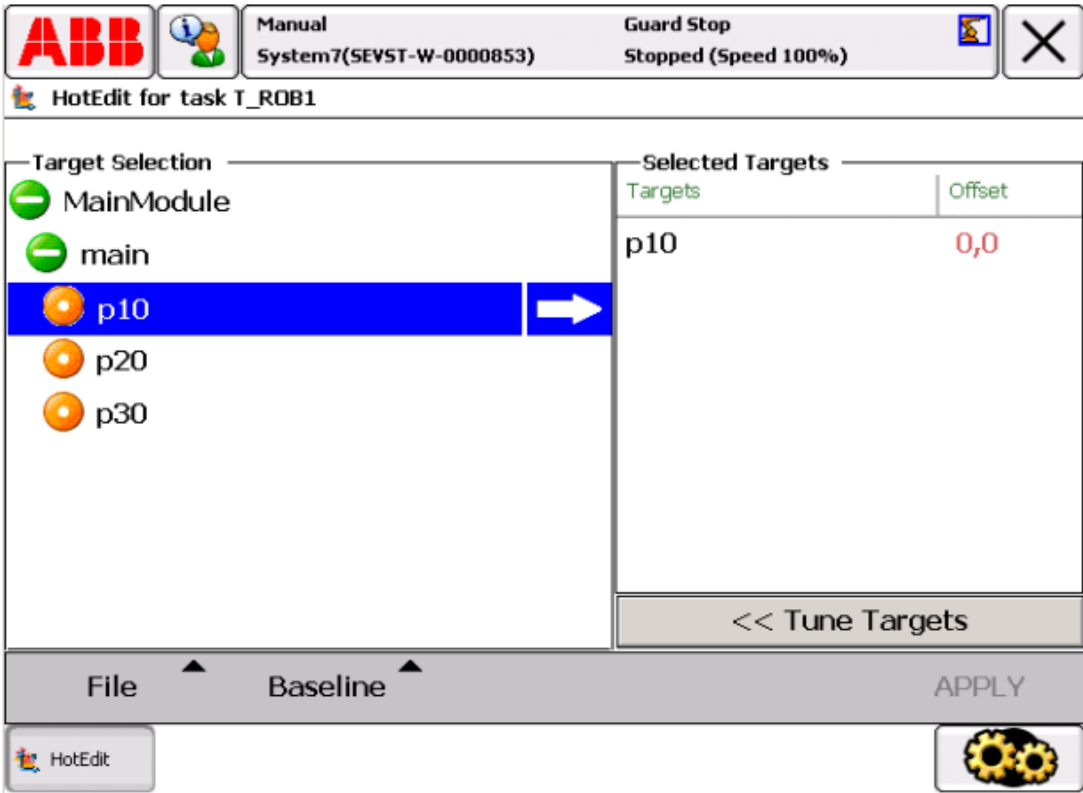 ABB
Manual
System7(SEVST-W-0000853)
Guard Stop
Stopped (Speed 100%)
HotEdit for task T_ROB1
Target Selection
MainModule
main
p10
p20
p30
Selected Targets
Targets Offset
p10 0,0
<< Tune Targets
File Baseline APPLY
HotEdit